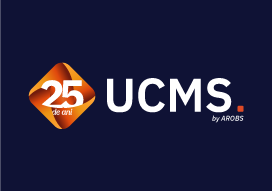 25
de ani
UCMS.
by AROBS